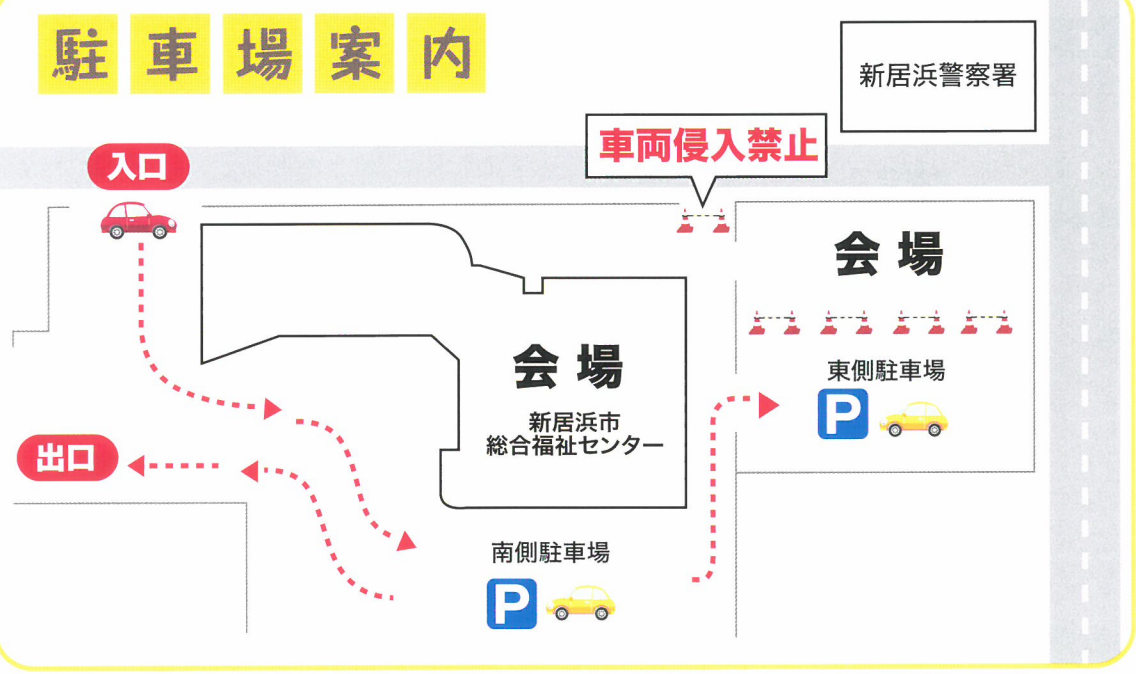 駐車場案内
新居浜警察署
車両侵入禁止
入口
会場
会場
東側駐車場
P
新居浜市
総合福祉センター
出口
南側駐車場
P